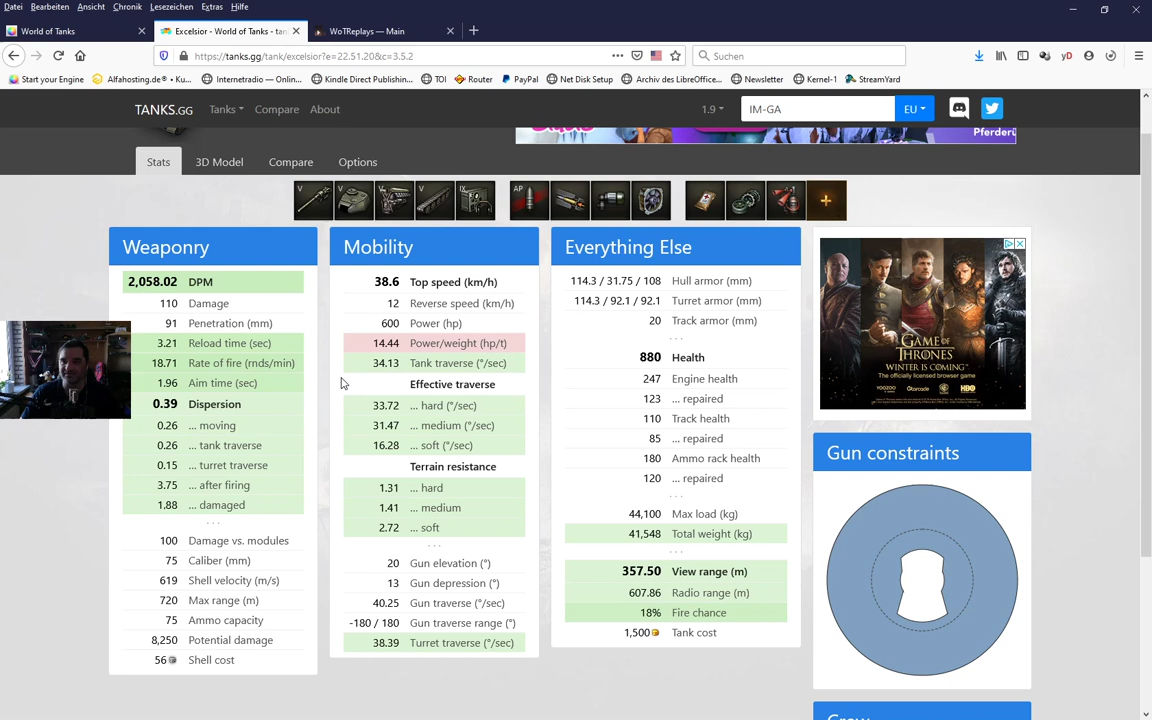 Datei Bearbeiten Ansicht Chronik Lesezeichen Extras Hilfe
World of Tanks
Excelsior - World of Tanks - tan
WoTReplays — Main
https://tanks.gg/tank/excelsior?e=22.51.20&c=3.5.2
Suchen
yD
Start your Engine
Alfahosting.de® • Ku...
Internetradio — Onlin...
Kindle Direct Publishin...
TOI
Router
PayPal
Net Disk Setup
Archiv des LibreOffice...
Newsletter
Kernel-1
StreamYard
TANKS.GG Tanks Compare About 1.9 IM-GA EU
Pferderü
Stats 3D Model Compare Options
V V V V IX AP
Weaponry
2,058.02 DPM
110 Damage
91 Penetration (mm)
3.21 Reload time (sec)
18.71 Rate of fire (rnds/min)
1.96 Aim time (sec)
0.39 Dispersion
0.26 ... moving
0.26 ... tank traverse
0.15 ... turret traverse
3.75 ... after firing
1.88 ... damaged
...
100 Damage vs. modules
75 Caliber (mm)
619 Shell velocity (m/s)
720 Max range (m)
75 Ammo capacity
8,250 Potential damage
56 Shell cost
Mobility
38.6 Top speed (km/h)
12 Reverse speed (km/h)
600 Power (hp)
14.44 Power/weight (hp/t)
34.13 Tank traverse (°/sec)
Effective traverse
33.72 ... hard (°/sec)
31.47 ... medium (°/sec)
16.28 ... soft (°/sec)
Terrain resistance
1.31 ... hard
1.41 ... medium
2.72 ... soft
...
20 Gun elevation (°)
13 Gun depression (°)
40.25 Gun traverse (°/sec)
-180 / 180 Gun traverse range (°)
38.39 Turret traverse (°/sec)
Everything Else
114.3 / 31.75 / 108 Hull armor (mm)
114.3 / 92.1 / 92.1 Turret armor (mm)
20 Track armor (mm)
880 Health
247 Engine health
123 ... repaired
110 Track health
85 ... repaired
180 Ammo rack health
120 ... repaired
...
44,100 Max load (kg)
41,548 Total weight (kg)
...
357.50 View range (m)
607.86 Radio range (m)
18% Fire chance
1,500 Tank cost
GAME OF
THRONES
WINTER IS COMING
The officially licensed browser game
YOOZOO Gtarcade HBO
Gun constraints